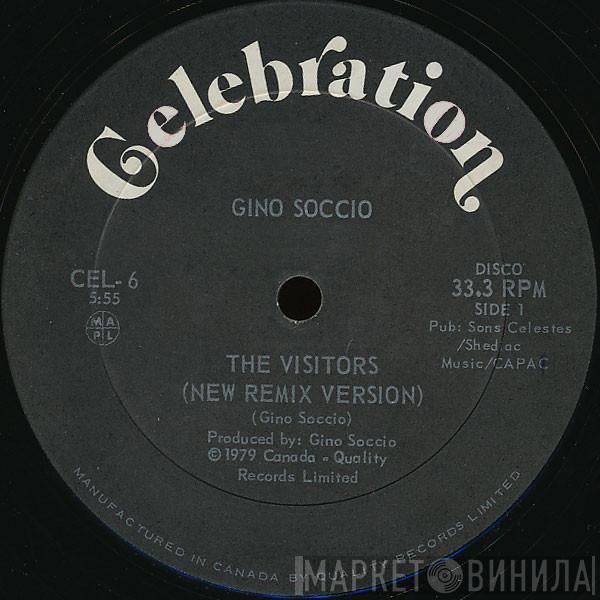 Celebration
GINO SOCCIO
CEL-6
5:55
M A
P L
DISCO
33.3 RPM
SIDE 1
Pub: Sons Celestes
/Shediac
Music/CAPAC
THE VISITORS
(NEW REMIX VERSION)
(Gino Soccio)
Produced by: Gino Soccio
© 1979 Canada - Quality
Records Limited
MANUFACTURED IN CANADA BY QUALITY RECORDS LIMITED
МАРКЕТ ВИНИЛА